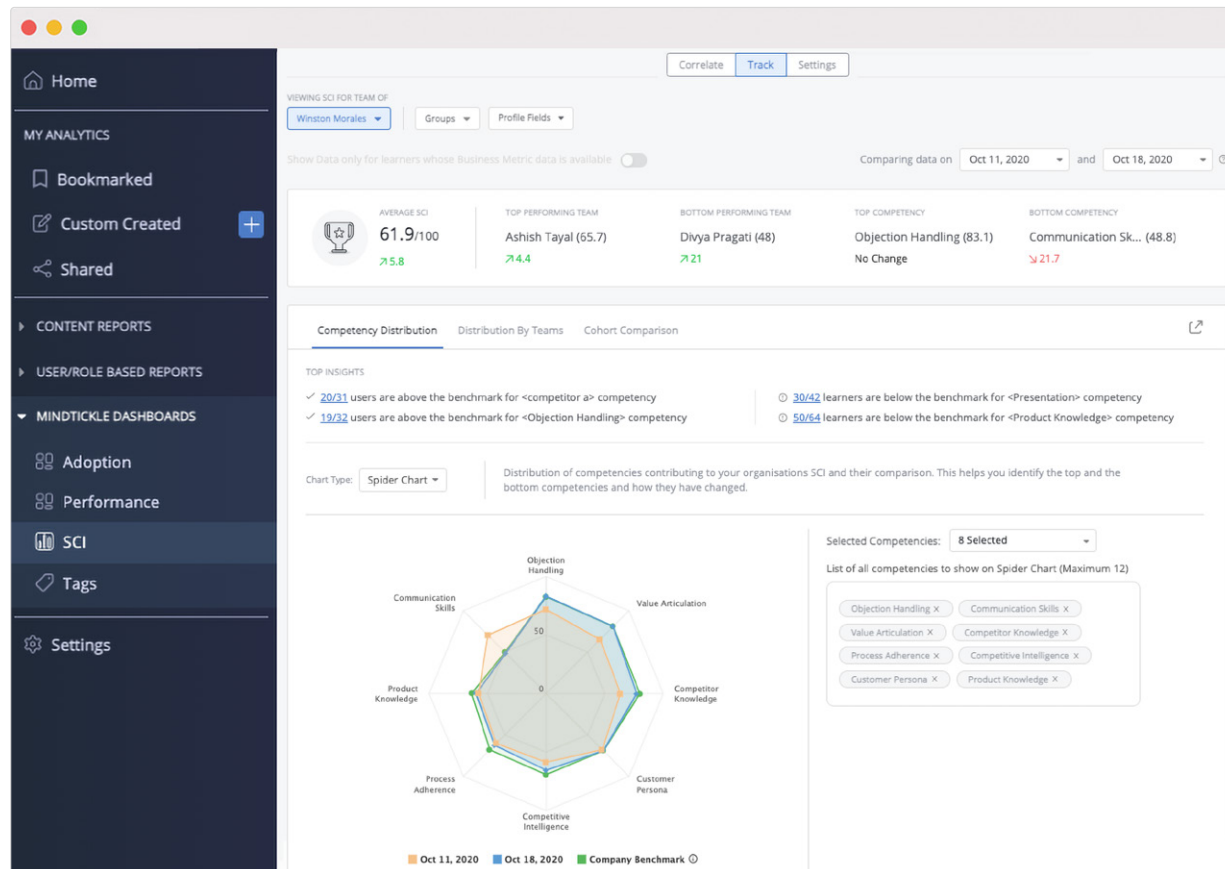 Home
MY ANALYTICS
Bookmarked
Custom Created
Shared
CONTENT REPORTS
USER/ROLE BASED REPORTS
MINDTICKLE DASHBOARDS
Adoption
Performance
SCI
Tags
Settings
Correlate Track Settings
VIEWING SCI FOR TEAM OF
Winston Morales Groups Profile Fields
Show Data only for learners whose Business Metric data is available
Comparing data on Oct 11, 2020 and Oct 18, 2020
AVERAGE SCI
61.9/100
5.8
TOP PERFORMING TEAM
Ashish Tayal (65.7)
4.4
BOTTOM PERFORMING TEAM
Divya Pragati (48)
21
TOP COMPETENCY
Objection Handling (83.1)
No Change
BOTTOM COMPETENCY
Communication Sk... (48.8)
21.7
Competency Distribution Distribution By Teams Cohort Comparison
TOP INSIGHTS
20/31 users are above the benchmark for <competitor a> competency
19/32 users are above the benchmark for <Objection Handling> competency
30/42 learners are below the benchmark for <Presentation> competency
50/64 learners are below the benchmark for <Product Knowledge> competency
Chart Type: Spider Chart
Distribution of competencies contributing to your organisations SCI and their comparison. This helps you identify the top and the
bottom competencies and how they have changed.
Objection
Handling
Value Articulation
Competitor
Knowledge
Customer
Persona
Competitive
Intelligence
Process
Adherence
Product
Knowledge
Communication
Skills
50
0
Oct 11, 2020 Oct 18, 2020 Company Benchmark
Selected Competencies: 8 Selected
List of all competencies to show on Spider Chart (Maximum 12)
Objection Handling × Communication Skills ×
Value Articulation × Competitor Knowledge ×
Process Adherence × Competitive Intelligence ×
Customer Persona × Product Knowledge ×